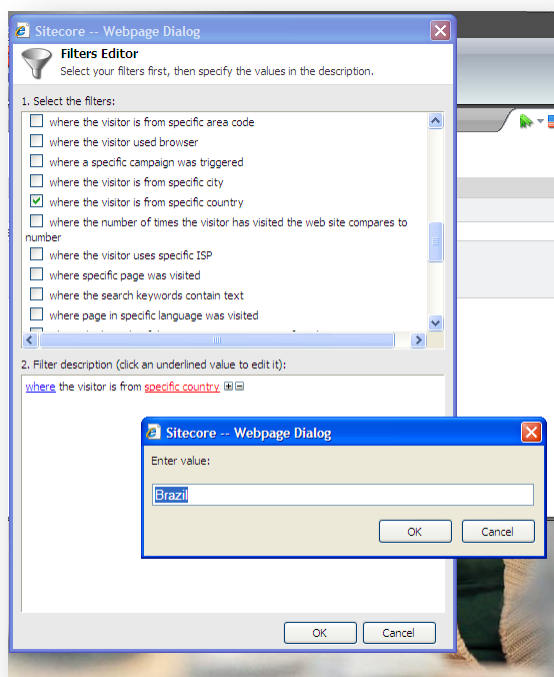 Sitecore -- Webpage Dialog
Filters Editor
Select your filters first, then specify the values in the description.
1. Select the filters:
where the visitor is from specific area code
where the visitor used browser
where a specific campaign was triggered
where the visitor is from specific city
where the visitor is from specific country
where the number of times the visitor has visited the web site compares to
number
where the visitor uses specific ISP
where specific page was visited
where the search keywords contain text
where page in specific language was visited
2. Filter description (click an underlined value to edit it):
where the visitor is from specific country
Sitecore -- Webpage Dialog
Enter value:
Brazil
OK Cancel
OK Cancel